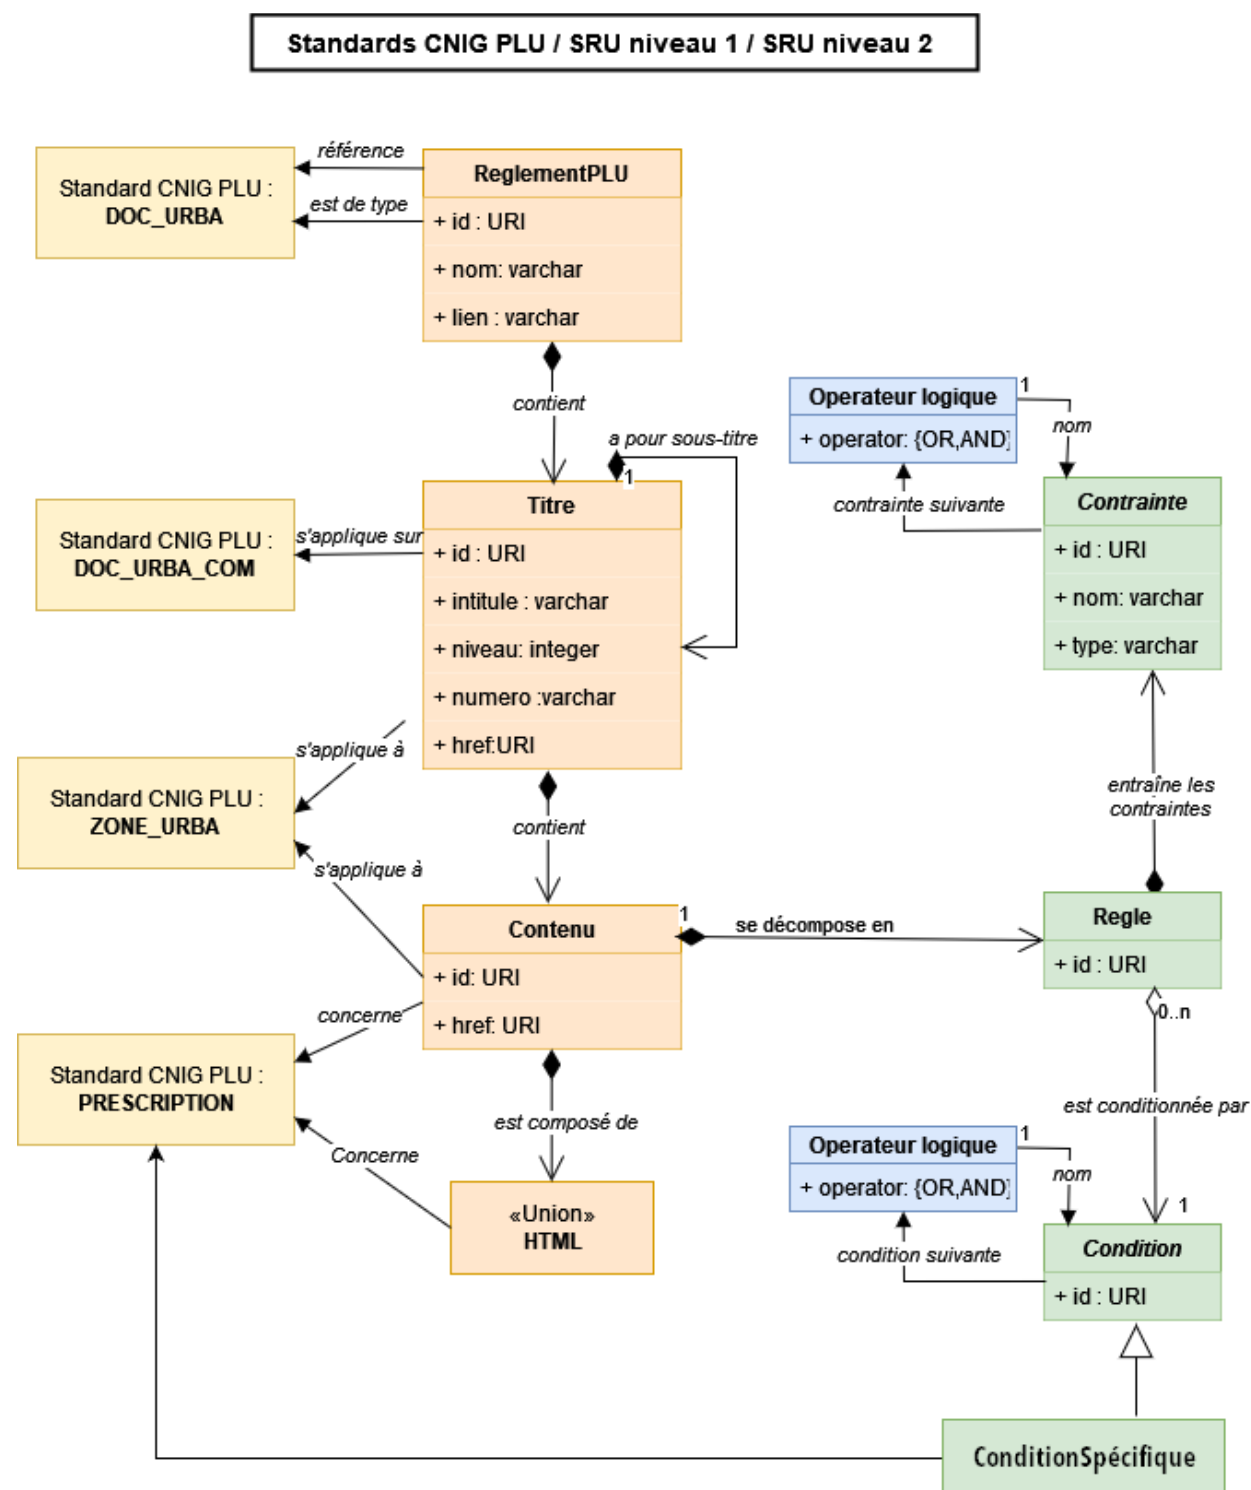 Standards CNIG PLU / SRU niveau 1 / SRU niveau 2
référence
Standard CNIG PLU :
DOC_URBA
est de type
ReglementPLU
+ id : URI
+ nom: varchar
+ lien : varchar
contient
a pour sous-titre
1
Titre
+ id : URI
+ intitule : varchar
+ niveau: integer
+ numero :varchar
+ href:URI
s'applique sur
Standard CNIG PLU :
DOC_URBA_COM
s'applique à
Standard CNIG PLU :
ZONE_URBA
s'applique à
contient
Contenu
+ id: URI
+ href: URI
1
se décompose en
concerne
Standard CNIG PLU :
PRESCRIPTION
Concerne
est composé de
«Union»
HTML
Operateur logique
+ operator: {OR,AND}
1
nom
contrainte suivante
Contrainte
+ id : URI
+ nom: varchar
+ type: varchar
entraîne les
contraintes
Regle
+ id : URI
0..n
est conditionnée par
1
Operateur logique
+ operator: {OR,AND}
1
nom
condition suivante
Condition
+ id : URI
ConditionSpécifique